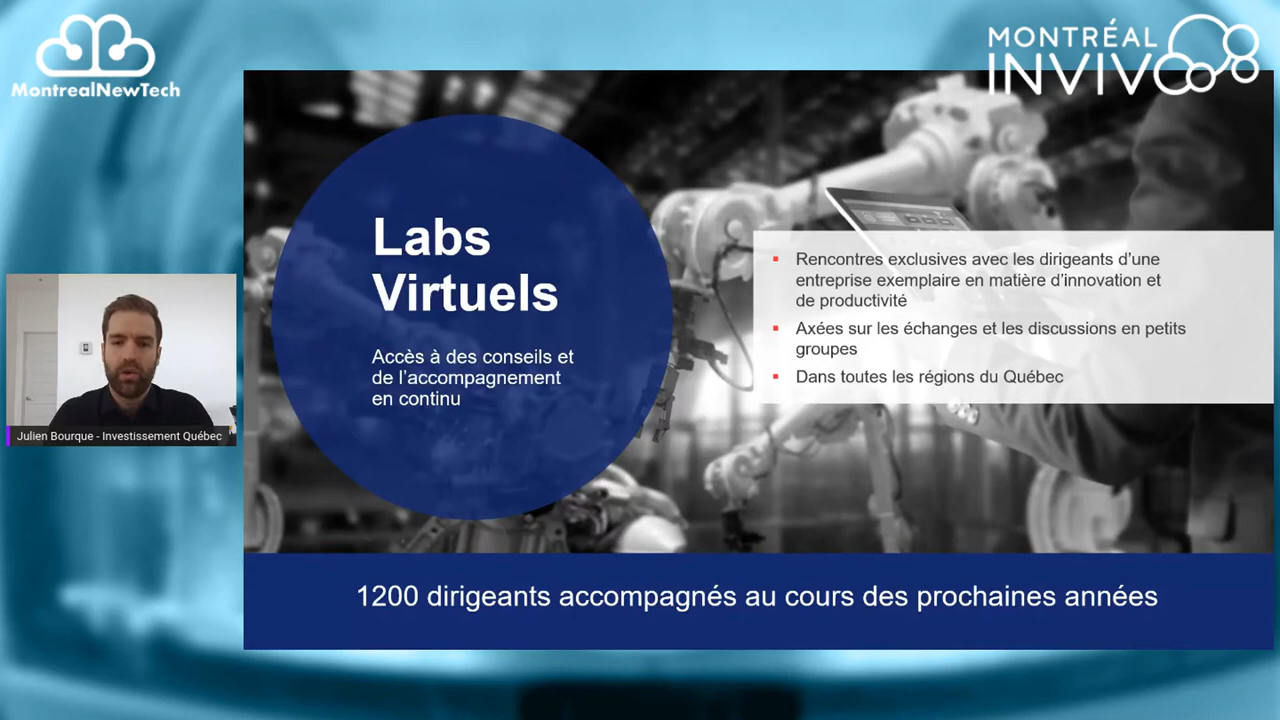 MontrealNewTech
MONTRÉAL
INVIVO
Labs
Virtuels
Accès à des conseils et
de l'accompagnement
en continu
Rencontres exclusives avec les dirigeants d'une
entreprise exemplaire en matière d'innovation et
de productivité
Axées sur les échanges et les discussions en petits
groupes
Dans toutes les régions du Québec
Julien Bourque - Investissement Québec
1200 dirigeants accompagnés au cours des prochaines années